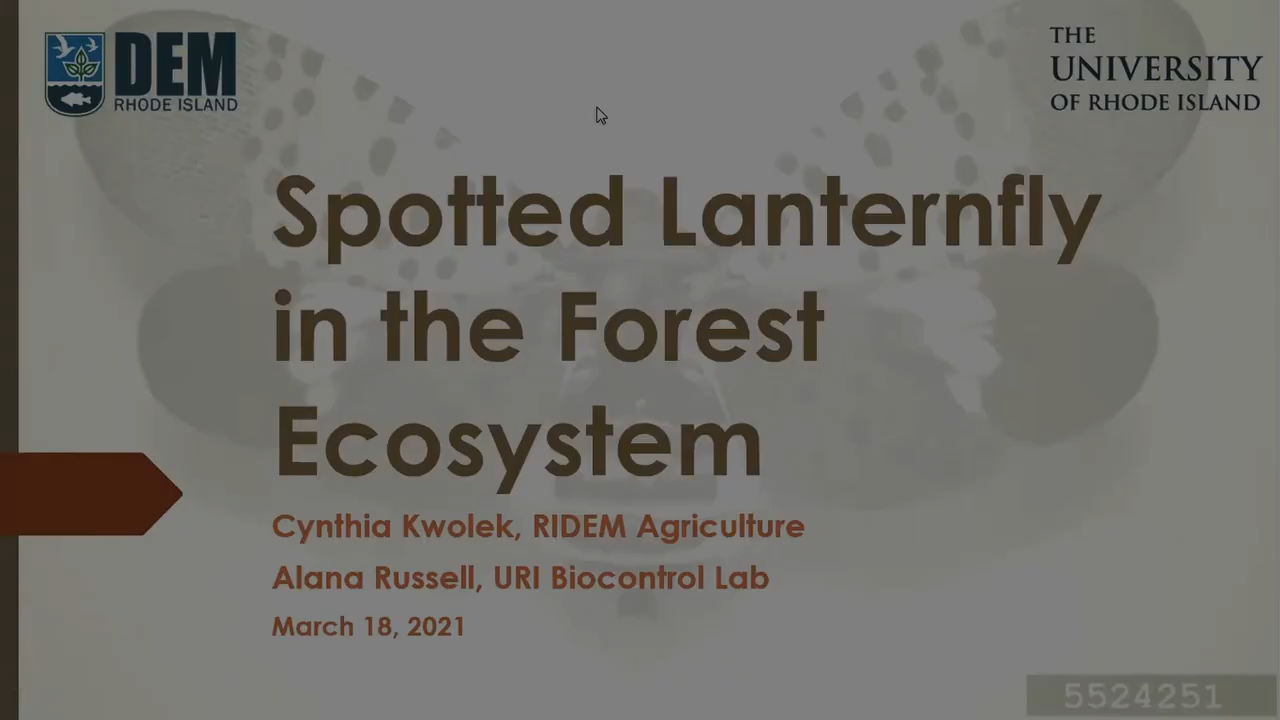 DEM
RHODE ISLAND
THE
UNIVERSITY
OF RHODE ISLAND
Spotted Lanternfly
in the Forest
Ecosystem
Cynthia Kwolek, RIDEM Agriculture
Alana Russell, URI Biocontrol Lab
March 18, 2021
5524251